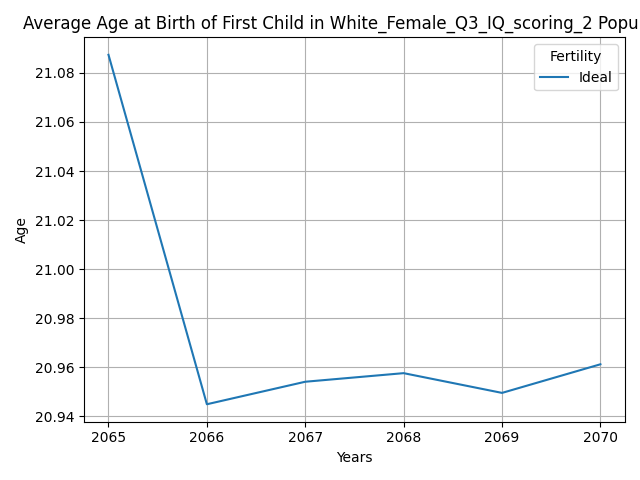 Average Age at Birth of First Child in White_Female_Q3_IQ_scoring_2 Popu
Fertility
Ideal
21.08
21.06
21.04
21.02
21.00
20.98
20.96
20.94
Age
2065 2066 2067 2068 2069 2070
Years